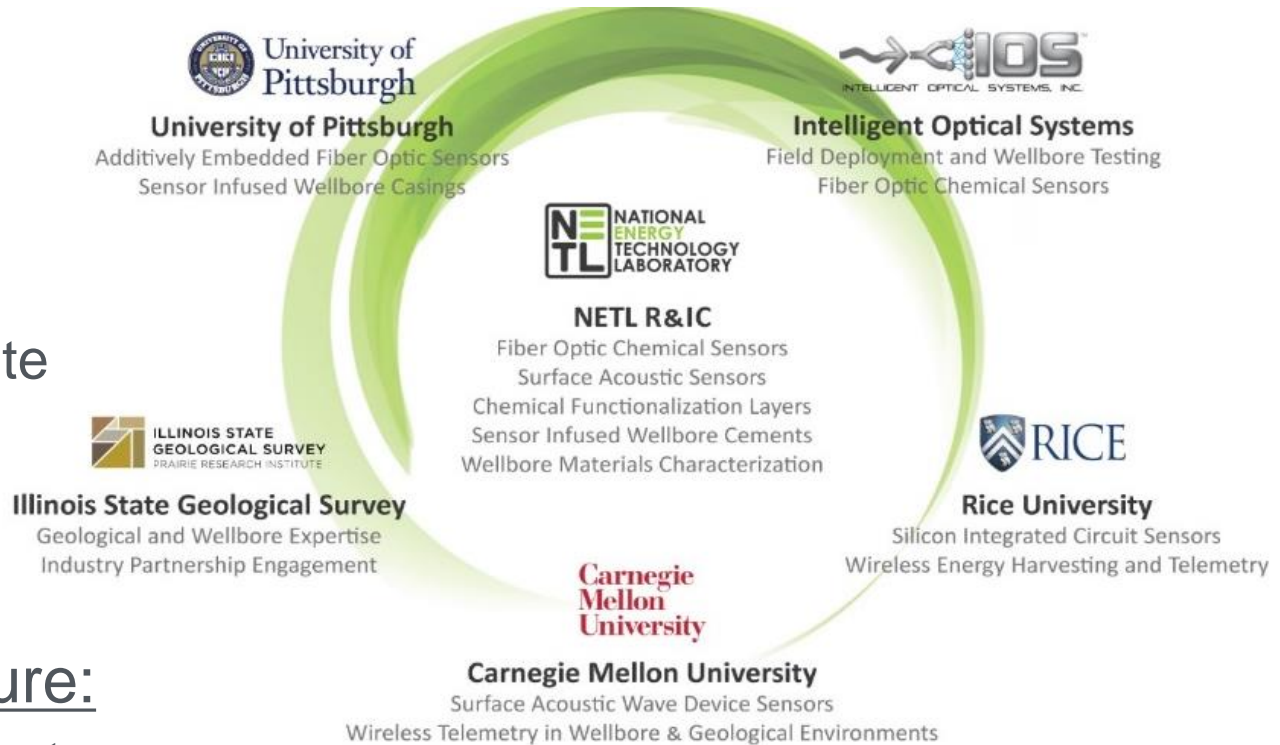 University of
Pittsburgh
University of Pittsburgh
Additively Embedded Fiber Optic Sensors
Sensor Infused Wellbore Casings
IOS
INTELLIGENT OPTICAL SYSTEMS, INC.
Intelligent Optical Systems
Field Deployment and Wellbore Testing
Fiber Optic Chemical Sensors
NETL
NATIONAL
ENERGY
TECHNOLOGY
LABORATORY
NETL R&IC
Fiber Optic Chemical Sensors
Surface Acoustic Sensors
Chemical Functionalization Layers
Sensor Infused Wellbore Cements
Wellbore Materials Characterization
te
ILLINOIS STATE
GEOLOGICAL SURVEY
PRAIRIE RESEARCH INSTITUTE
Illinois State Geological Survey
Geological and Wellbore Expertise
Industry Partnership Engagement
RICE
Rice University
Silicon Integrated Circuit Sensors
Wireless Energy Harvesting and Telemetry
Carnegie
Mellon
University
Carnegie Mellon University
Surface Acoustic Wave Device Sensors
Wireless Telemetry in Wellbore & Geological Environments
ure: